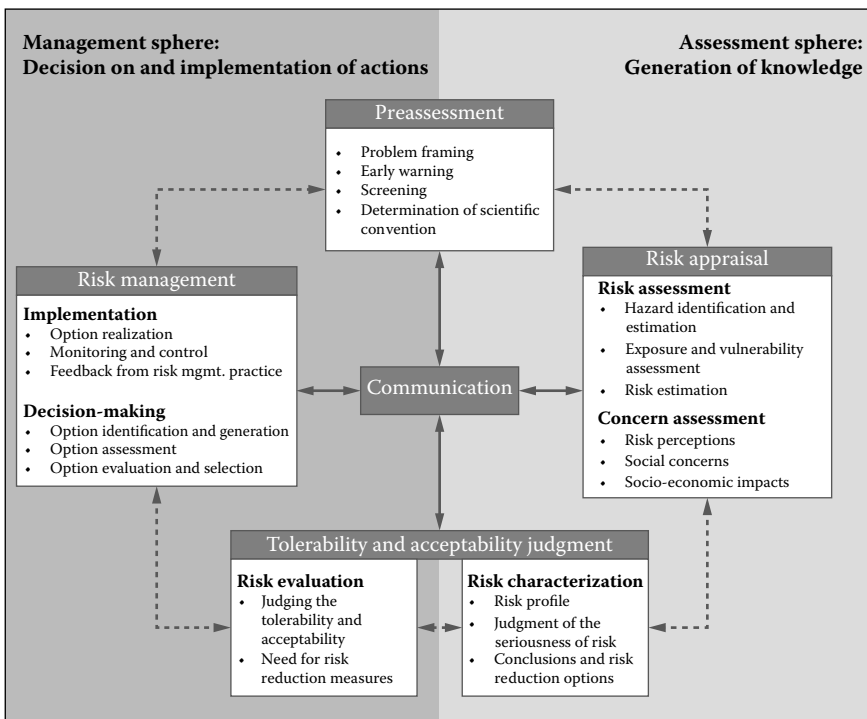 Management sphere:
Decision on and implementation of actions
Assessment sphere:
Generation of knowledge
Preassessment
• Problem framing
• Early warning
• Screening
• Determination of scientific
convention
Risk management
Implementation
• Option realization
• Monitoring and control
• Feedback from risk mgmt. practice
Decision-making
• Option identification and generation
• Option assessment
• Option evaluation and selection
Communication
Risk appraisal
Risk assessment
• Hazard identification and
estimation
• Exposure and vulnerability
assessment
• Risk estimation
Concern assessment
• Risk perceptions
• Social concerns
• Socio-economic impacts
Tolerability and acceptability judgment
Risk evaluation
• Judging the
tolerability and
acceptability
• Need for risk
reduction measures
Risk characterization
• Risk profile
• Judgment of the
seriousness of risk
• Conclusions and risk
reduction options